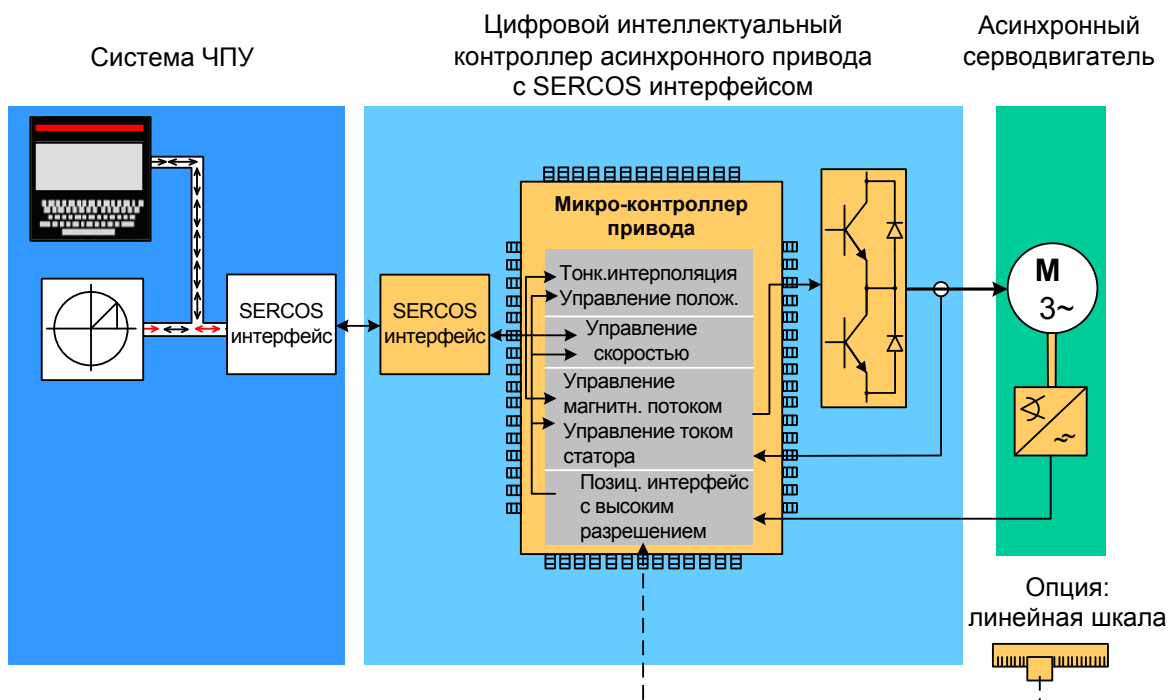 Система ЧПУ
Цифровой интеллектуальный
контроллер асинхронного привода
с SERCOS интерфейсом
Асинхронный
серводвигатель
SERCOS
интерфейс
SERCOS
интерфейс
Микро-контроллер
привода
Тонк.интерполяция
Управление полож.
Управление
скоростью
Управление
магнитн. потоком
Управление током
статора
Позиц. интерфейс
с высоким
разрешением
М
3~
Опция:
линейная шкала